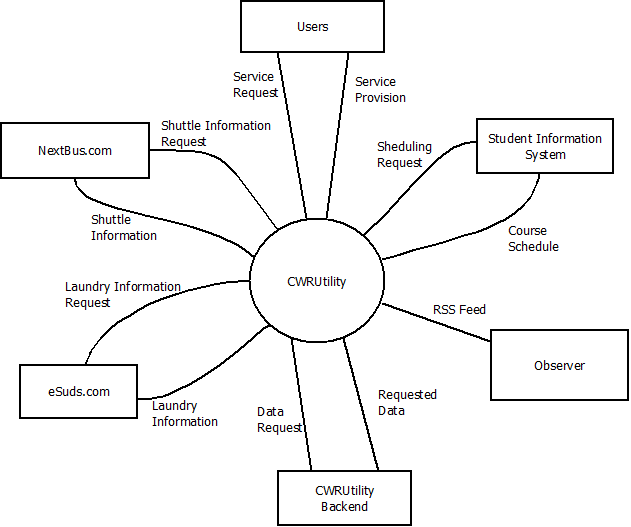 Users
Service
Request
Service
Provision
Shuttle Information
Request
NextBus.com
Sheduling
Request
Student Information
System
Shuttle
Information
Course
Schedule
CWRUtility
Laundry Information
Request
RSS Feed
Observer
eSuds.com
Laundry
Information
Data
Request
Requested
Data
CWRUtility
Backend